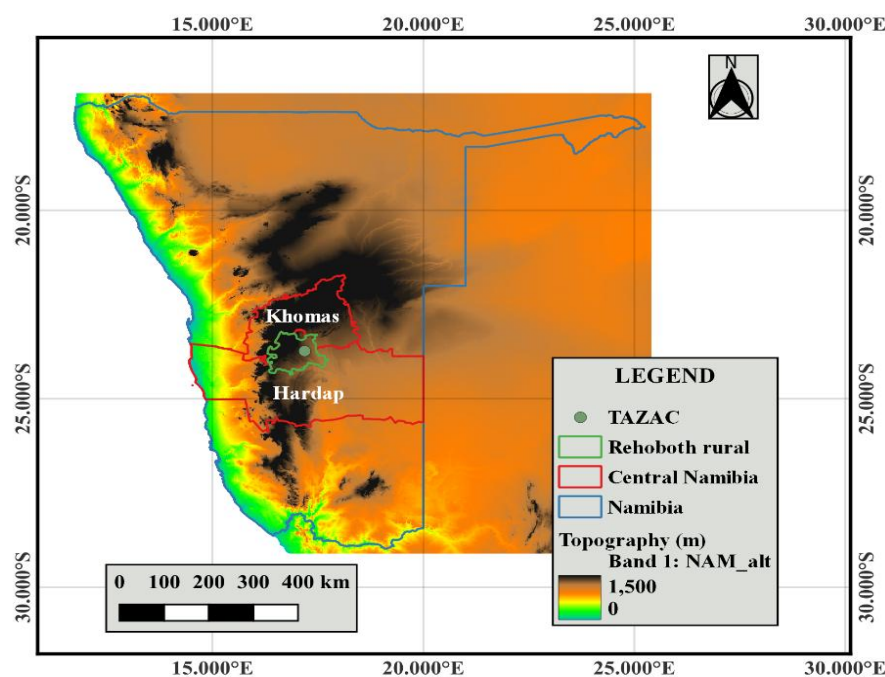 15.000°E 20.000°E 25.000°E 30.000°E
N
20.000°S 20.000°S
Khomas
Hardap
25.000°S 25.000°S
LEGEND
TAZAC
Rehoboth rural
Central Namibia
Namibia
Topography (m)
Band 1: NAM_alt
1,500
0
0 100 200 300 400 km
30.000°S 30.000°S
15.000°E 20.000°E 25.000°E 30.000°E